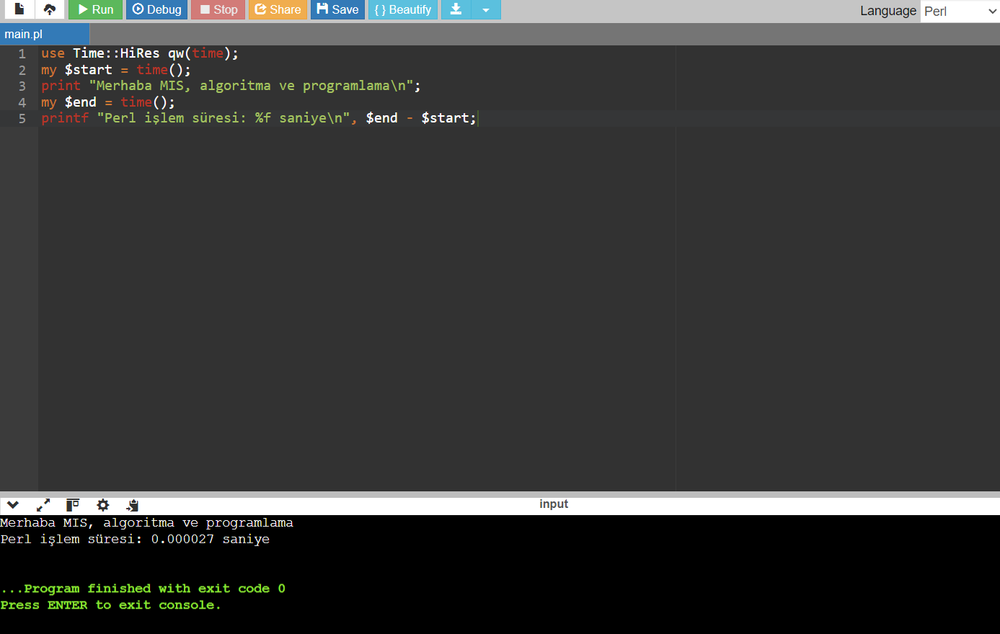 Run Debug Stop Share Save { } Beautify Language Perl
main.pl
1 use Time::HiRes qw(time);
2 my $start = time();
3 print "Merhaba MIS, algoritma ve programlama\n";
4 my $end = time();
5 printf "Perl işlem süresi: %f saniye\n", $end - $start;
input
Merhaba MIS, algoritma ve programlama
Perl işlem süresi: 0.000027 saniye
...Program finished with exit code 0
Press ENTER to exit console.